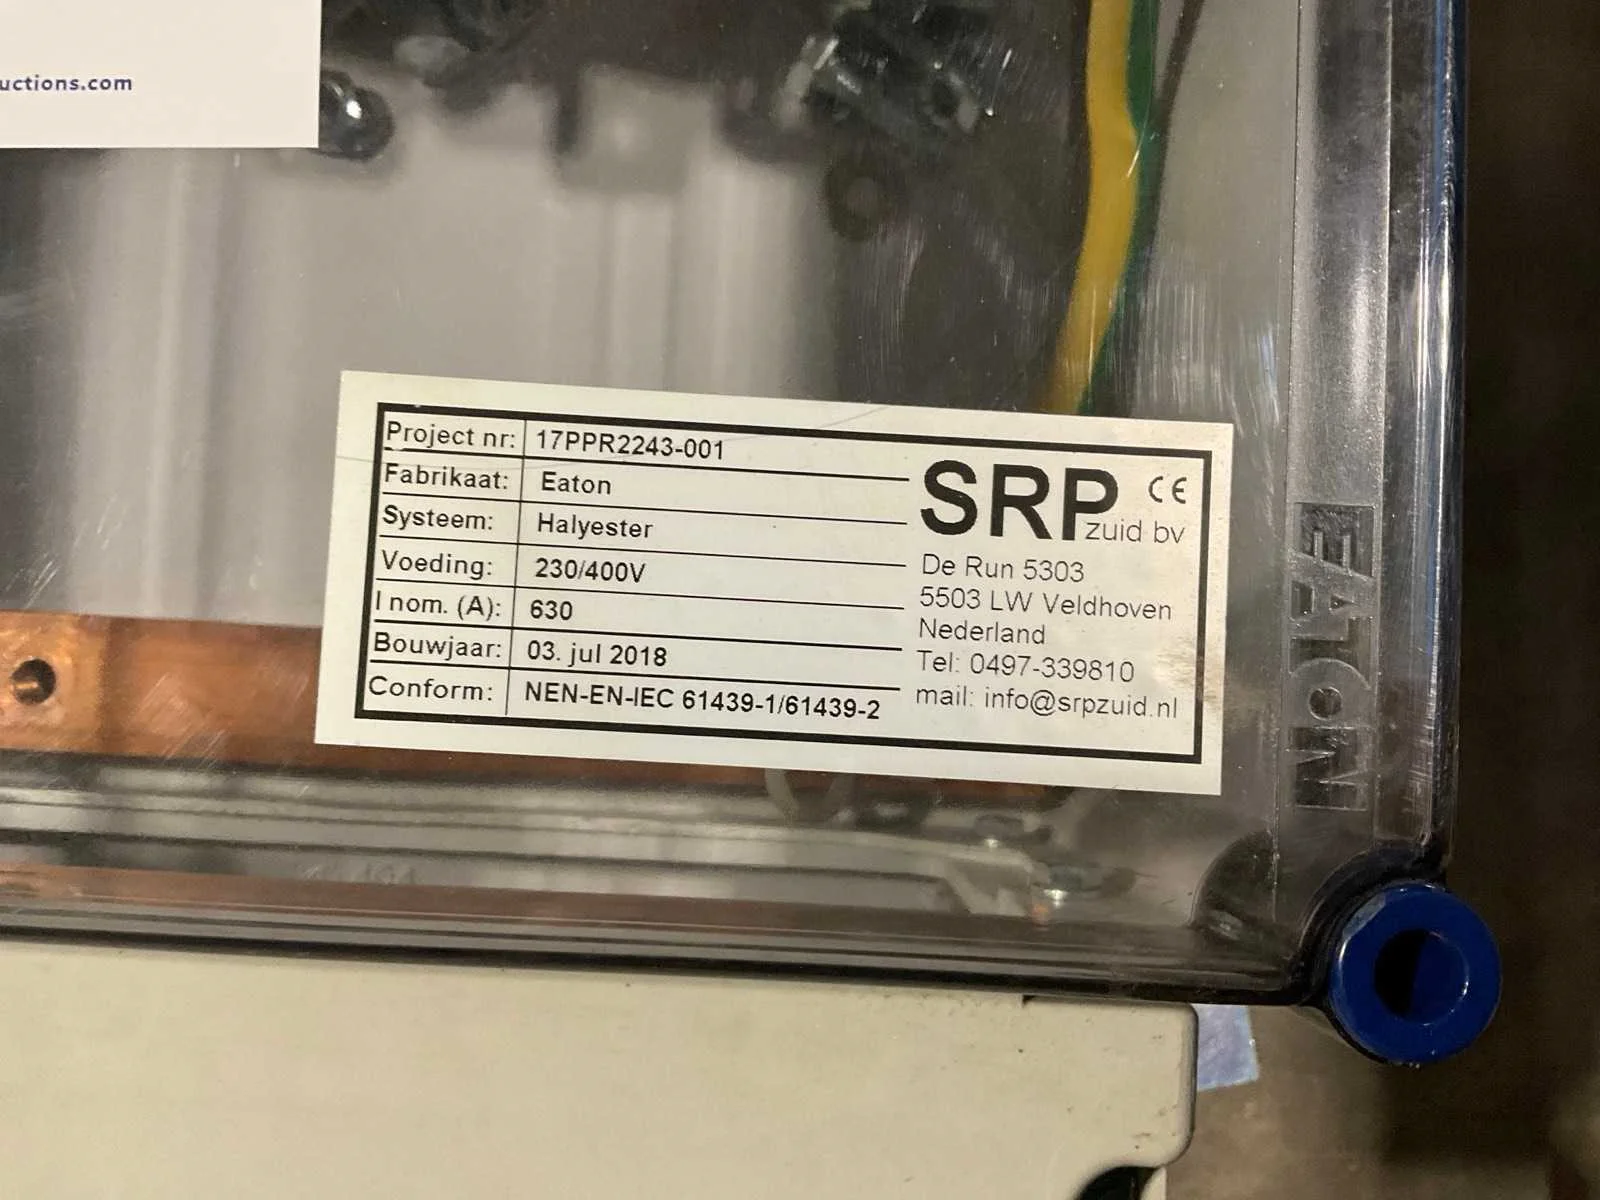 uctions.com
Project nr: 17PPR2243-001
Fabrikaat: Eaton
Systeem: Halyester
Voeding: 230/400V
I nom. (A): 630
Bouwjaar: 03. jul 2018
Conform: NEN-EN-IEC 61439-1/61439-2
SRP CE
zuid bv
De Run 5303
5503 LW Veldhoven
Nederland
Tel: 0497-339810
mail: info@srpzuid.nl
EATON